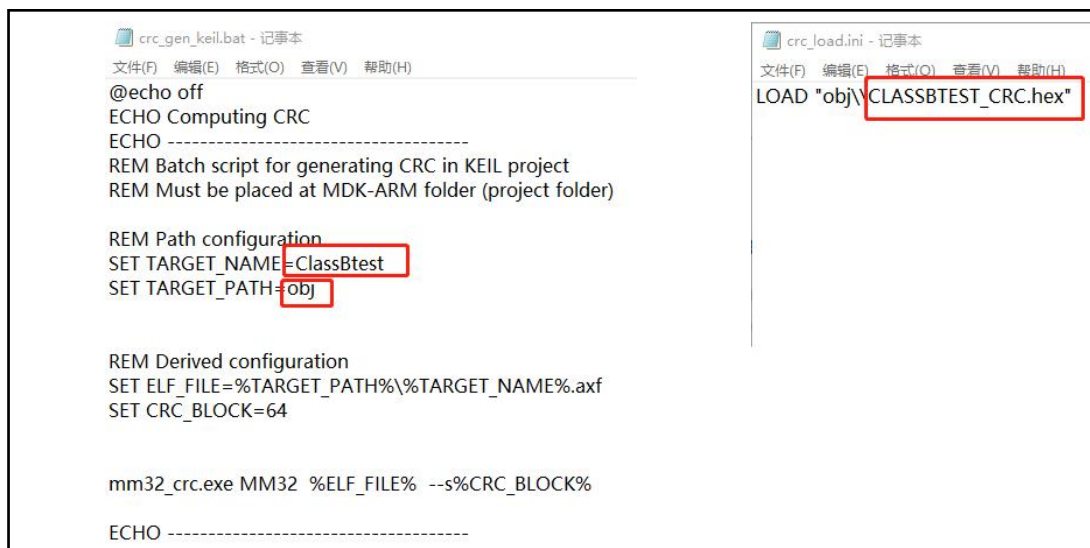 crc_gen_keil.bat - 记事本
文件(F) 编辑(E) 格式(O) 查看(V) 帮助(H)
@echo off
ECHO Computing CRC
ECHO -------------------------------------
REM Batch script for generating CRC in KEIL project
REM Must be placed at MDK-ARM folder (project folder)
REM Path configuration
SET TARGET_NAME=ClassBtest
SET TARGET_PATH=obj
REM Derived configuration
SET ELF_FILE=%TARGET_PATH%\%TARGET_NAME%.axf
SET CRC_BLOCK=64
mm32_crc.exe MM32  %ELF_FILE%  --s%CRC_BLOCK%
ECHO -------------------------------------
crc_load.ini - 记事本
文件(F) 编辑(E) 格式(O) 查看(V) 帮助(H)
LOAD "obj\\CLASSBTEST_CRC.hex"